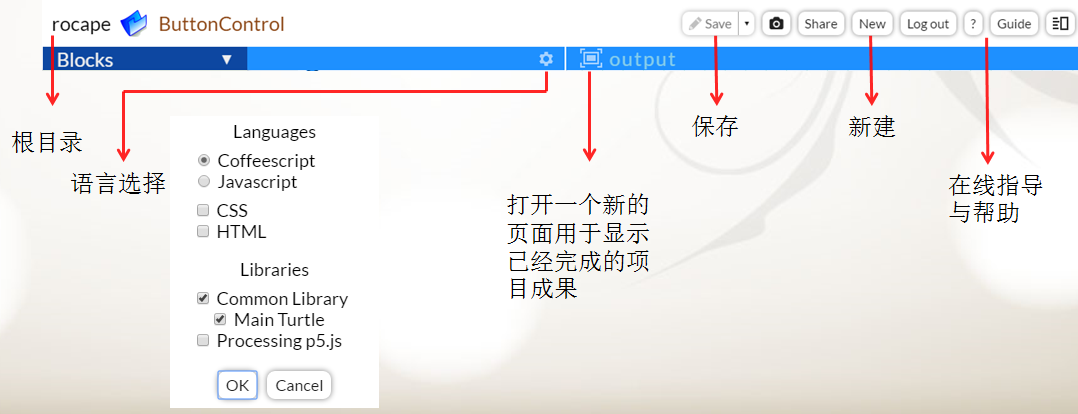 rocape ButtonControl Save Share New Log out ? Guide
Blocks output
根目录
语言选择
Languages
Coffeescript
Javascript
CSS
HTML
Libraries
Common Library
Main Turtle
Processing p5.js
OK Cancel
打开一个新的
页面用于显示
已经完成的项
目成果
保存
新建
在线指导
与帮助